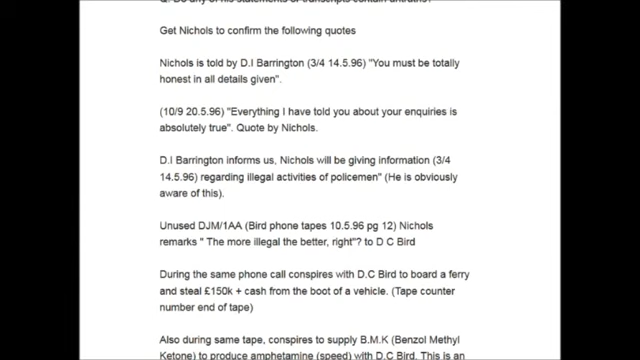 Q. Do any of his statements or transcripts contain untruths?
Get Nichols to confirm the following quotes
Nichols is told by D.I Barrington (3/4 14.5.96) "You must be totally
honest in all details given".
(10/9 20.5.96) "Everything I have told you about your enquiries is
absolutely true". Quote by Nichols.
D.I Barrington informs us, Nichols will be giving information (3/4
14.5.96) regarding illegal activities of policemen" (He is obviously
aware of this).
Unused DJM/1AA (Bird phone tapes 10.5.96 pg 12) Nichols
remarks " The more illegal the better, right"? to D C Bird
During the same phone call conspires with D.C Bird to board a ferry
and steal £150k + cash from the boot of a vehicle. (Tape counter
number end of tape)
Also during same tape, conspires to supply B.M.K (Benzol Methyl
Ketone) to produce amphetamine (speed) with D.C Bird. This is an